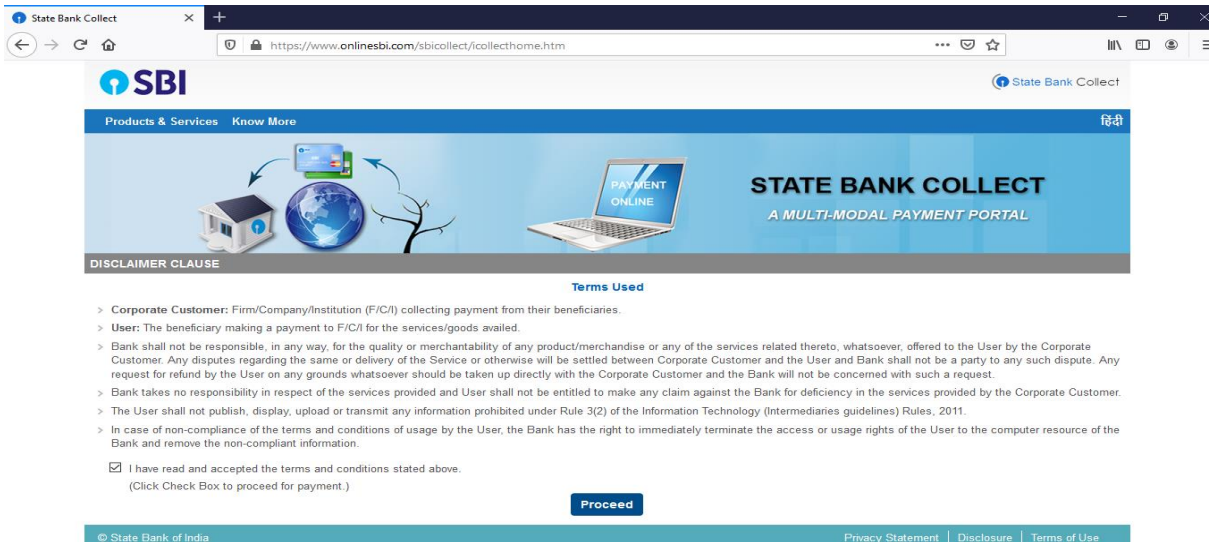 State Bank Collect
https://www.onlinesbi.com/sbicollect/icollecthome.htm
SBI
State Bank Collect
Products & Services Know More हिंदी
PAYMENT
ONLINE
STATE BANK COLLECT
A MULTI-MODAL PAYMENT PORTAL
DISCLAIMER CLAUSE
Terms Used
> Corporate Customer: Firm/Company/Institution (F/C/I) collecting payment from their beneficiaries.
> User: The beneficiary making a payment to F/C/I for the services/goods availed.
> Bank shall not be responsible, in any way, for the quality or merchantability of any product/merchandise or any of the services related thereto, whatsoever, offered to the User by the Corporate
Customer. Any disputes regarding the same or delivery of the Service or otherwise will be settled between Corporate Customer and the User and Bank shall not be a party to any such dispute. Any
request for refund by the User on any grounds whatsoever should be taken up directly with the Corporate Customer and the Bank will not be concerned with such a request.
> Bank takes no responsibility in respect of the services provided and User shall not be entitled to make any claim against the Bank for deficiency in the services provided by the Corporate Customer.
> The User shall not publish, display, upload or transmit any information prohibited under Rule 3(2) of the Information Technology (Intermediaries guidelines) Rules, 2011.
> In case of non-compliance of the terms and conditions of usage by the User, the Bank has the right to immediately terminate the access or usage rights of the User to the computer resource of the
Bank and remove the non-compliant information.
I have read and accepted the terms and conditions stated above.
(Click Check Box to proceed for payment.)
Proceed
© State Bank of India Privacy Statement | Disclosure | Terms of Use